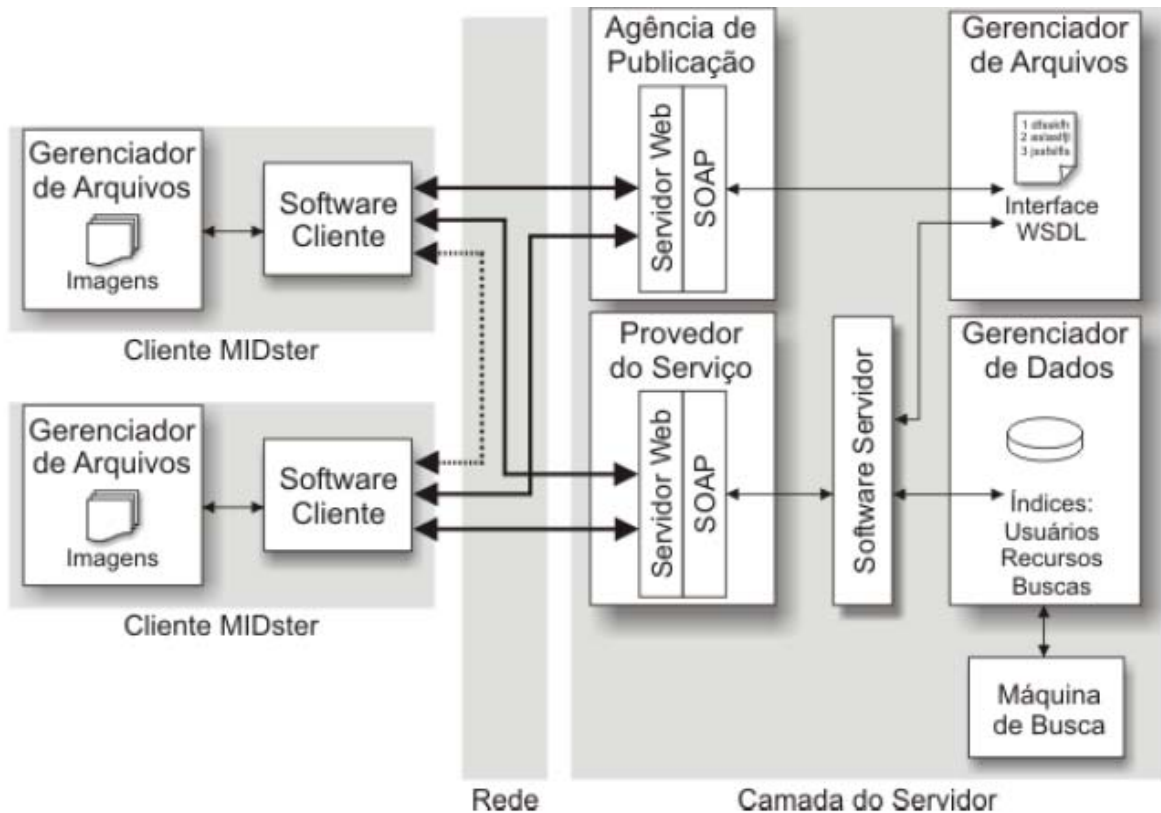 Agência de
Publicação
Servidor Web
SOAP
Gerenciador
de Arquivos
Interface
WSDL
Gerenciador
de Arquivos
Imagens
Software
Cliente
Cliente MIDster
Provedor
do Serviço
Servidor Web
SOAP
Software Servidor
Gerenciador
de Dados
Índices:
Usuários
Recursos
Buscas
Gerenciador
de Arquivos
Imagens
Software
Cliente
Cliente MIDster
Máquina
de Busca
Rede
Camada do Servidor